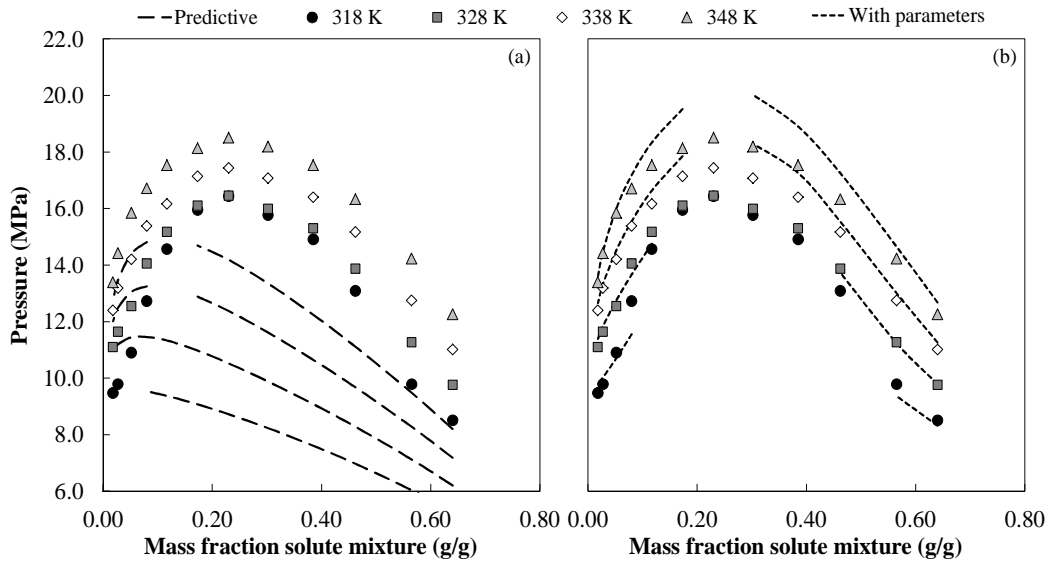 Predictive 318 K 328 K 338 K 348 K With parameters
22.0
20.0
18.0
16.0
14.0
12.0
10.0
8.0
6.0
Pressure (MPa)
(a)
(b)
0.00 0.20 0.40 0.60 0.80
0.00 0.20 0.40 0.60 0.80
Mass fraction solute mixture (g/g)
Mass fraction solute mixture (g/g)